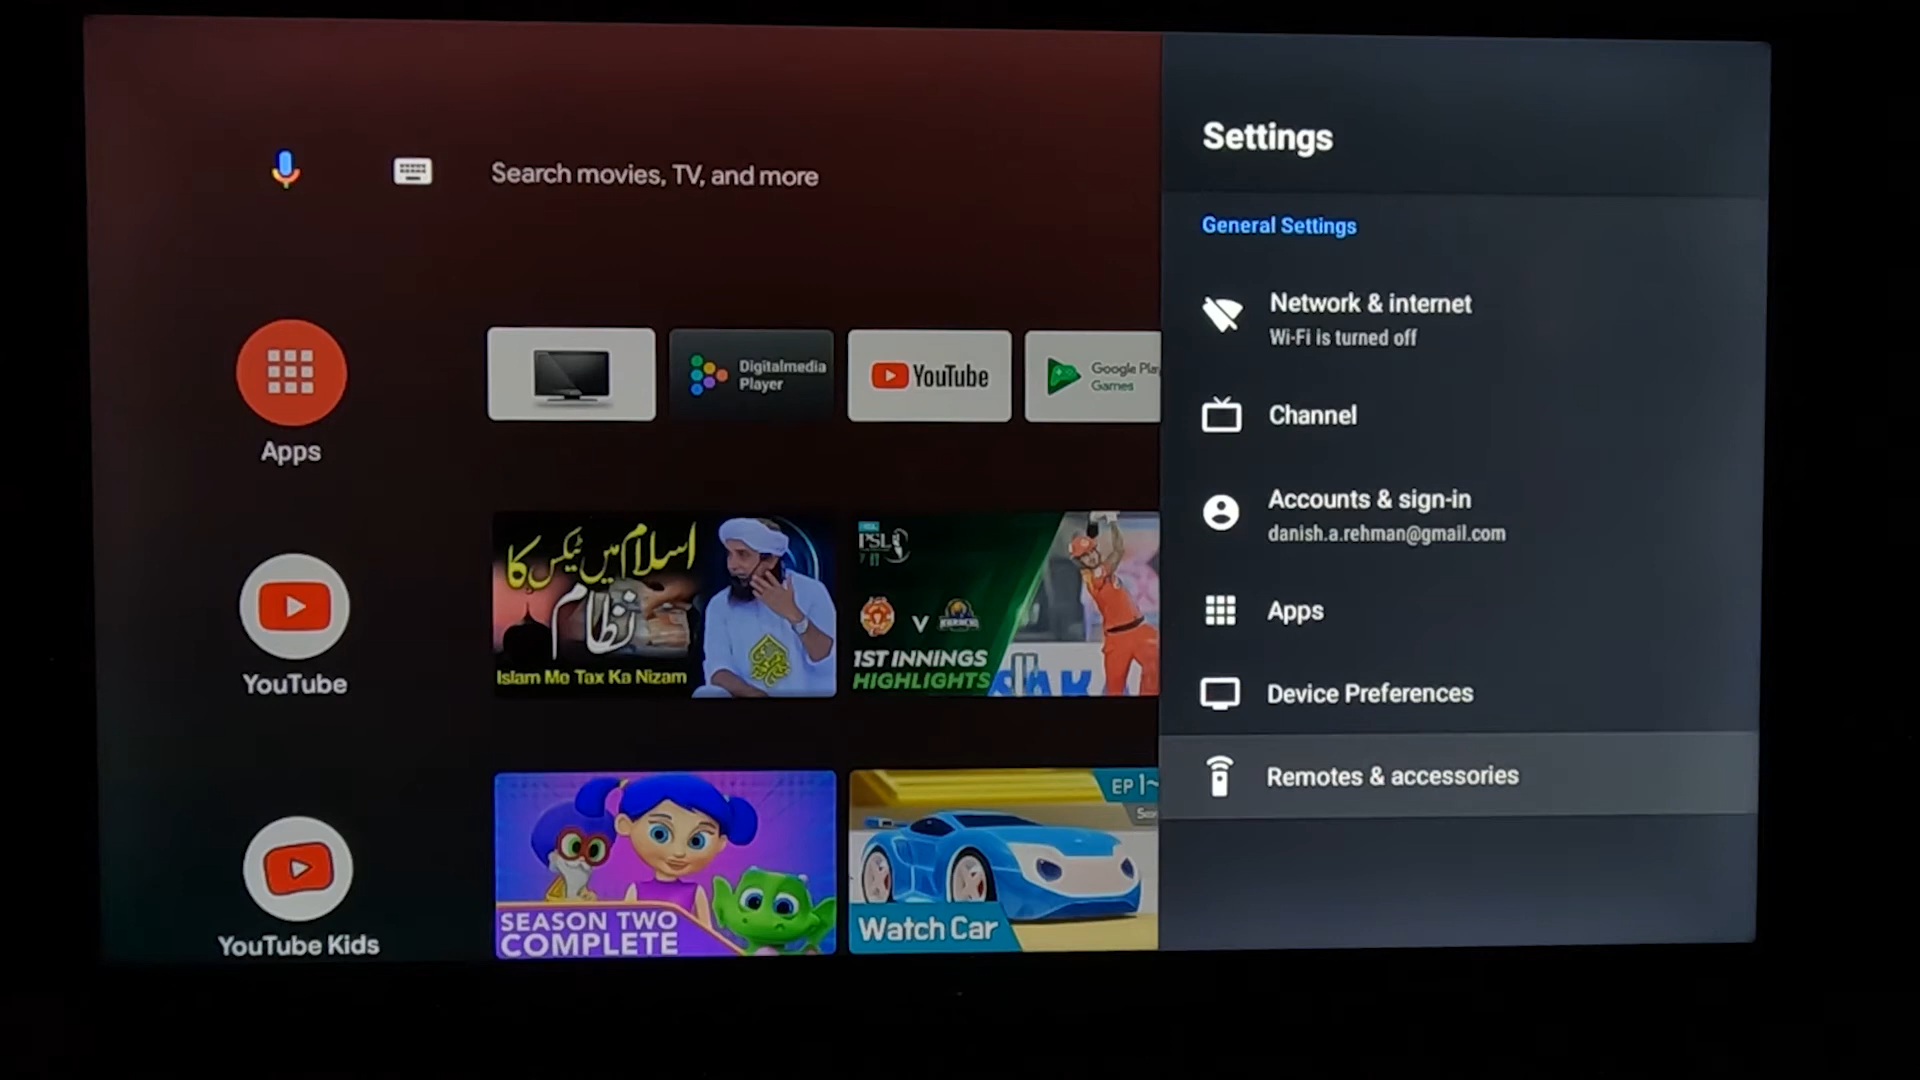 Search movies, TV, and more
Apps
Digitalmedia
Player
YouTube
Google Play
Games
YouTube
اسلام میں ٹیکس کا
نظام
Islam Me Tax Ka Nizam
PSL
V
1ST INNINGS
HIGHLIGHTS
YouTube Kids
SEASON TWO
COMPLETE
EP 1~
Watch Car
Settings
General Settings
Network & internet
Wi-Fi is turned off
Channel
Accounts & sign-in
danish.a.rehman@gmail.com
Apps
Device Preferences
Remotes & accessories